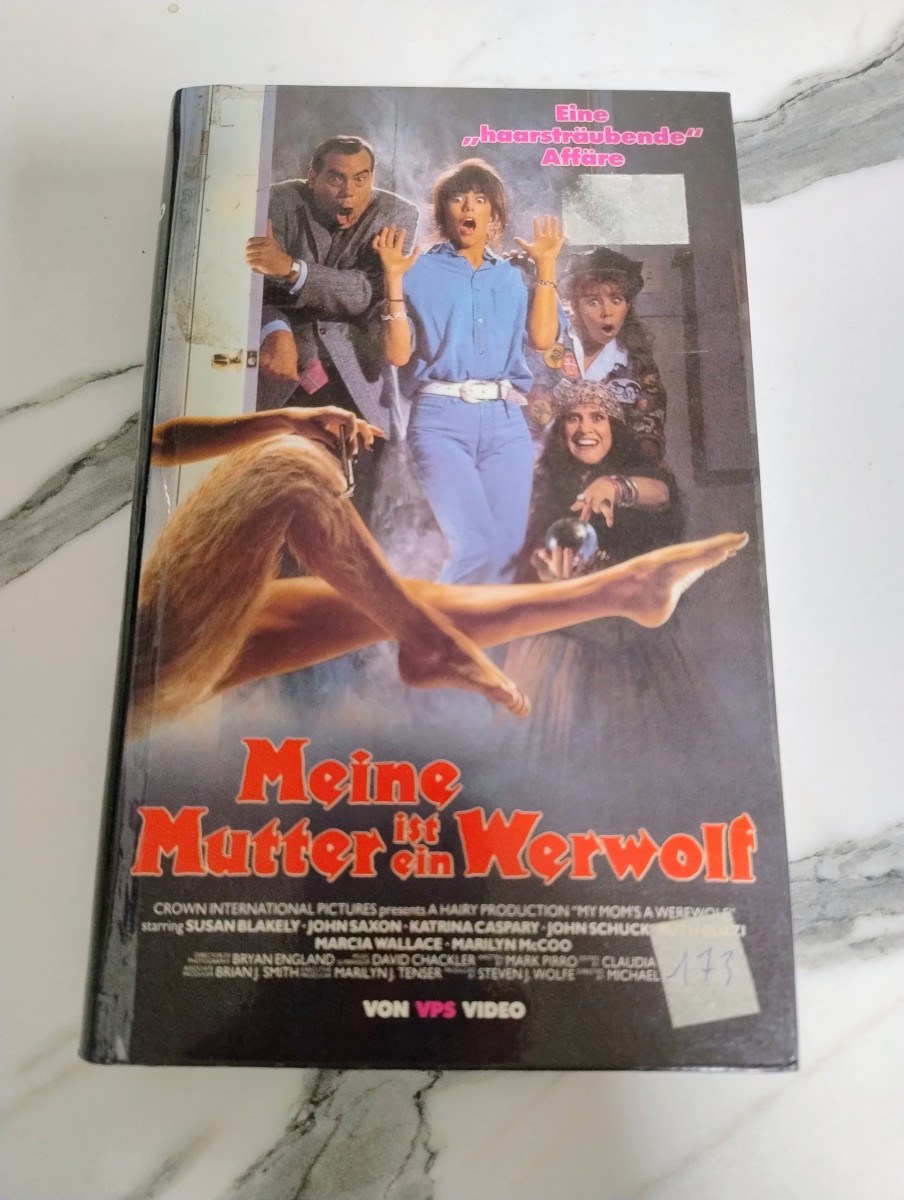 Eine
„haarsträubende"
Affäre
Meine
Mutter ist ein Werwolf
CROWN INTERNATIONAL PICTURES presents A HAIRY PRODUCTION "MY MOM'S A WEREWOLF"
starring SUSAN BLAKELY · JOHN SAXON · KATRINA CASPARY · JOHN SCHUCK
MARCIA WALLACE · MARILYN McCOO
BRYAN ENGLAND DAVID CHACKLER MARK PIRRO CLAUDIA
BRIAN J. SMITH MARILYN J. TENSER STEVEN J. WOLFE MICHAEL
173
VON VPS VIDEO